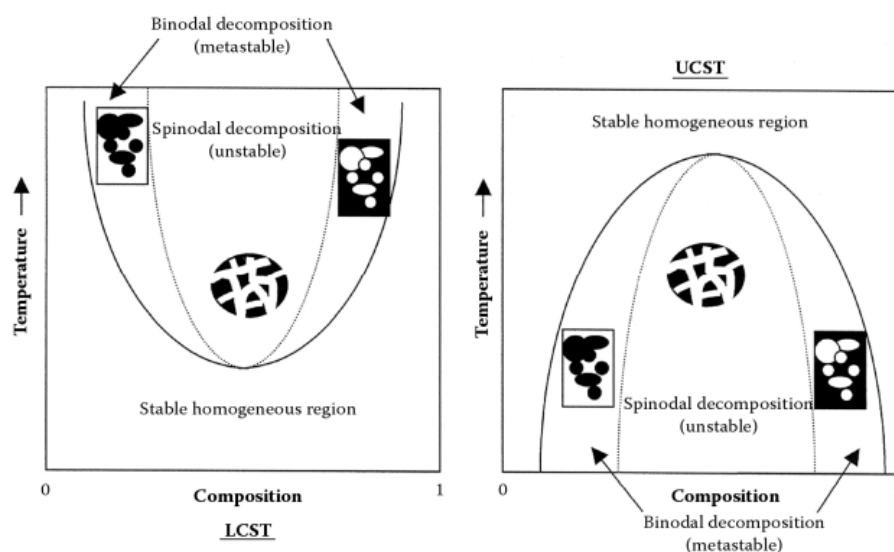 Binodal decomposition
(metastable)
Spinodal decomposition
(unstable)
Temperature
Stable homogeneous region
0
Composition
1
LCST
UCST
Stable homogeneous region
Temperature
Spinodal decomposition
(unstable)
0
Composition
Binodal decomposition
(metastable)